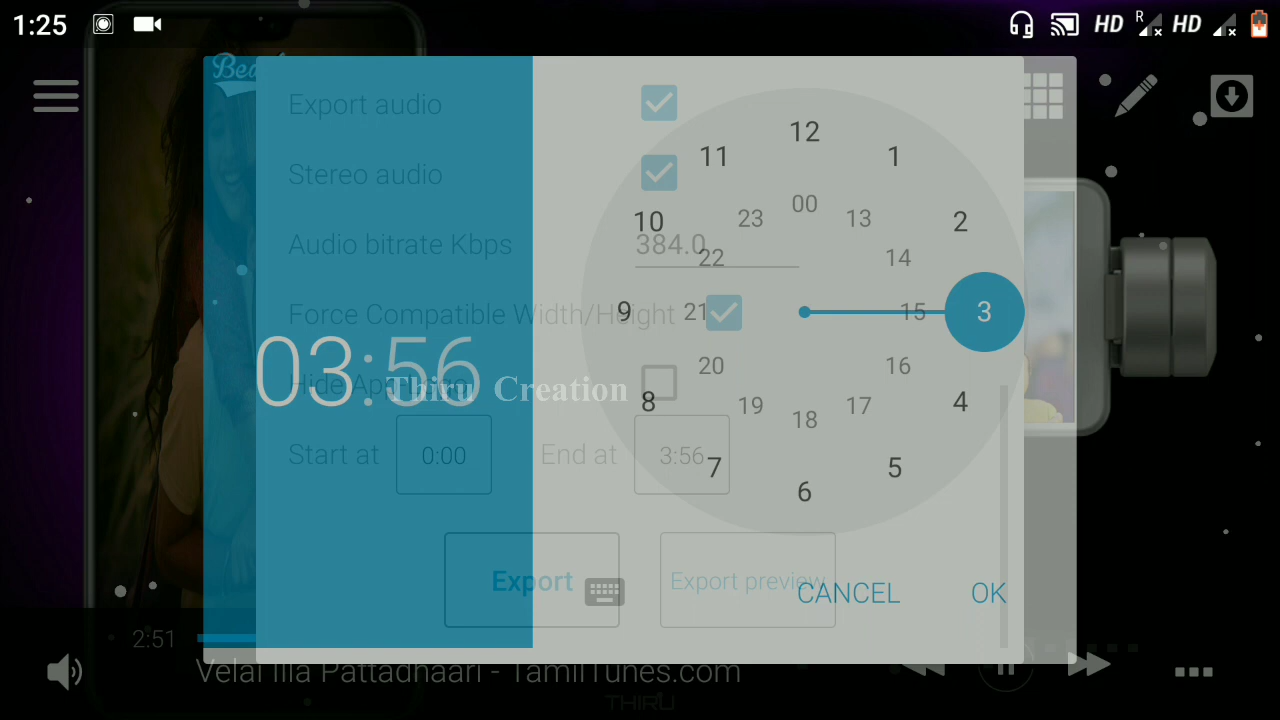 1:25 HD R HD
Bea
Export audio
Stereo audio
Audio bitrate Kbps 384.0
Force Compatible Width/Height
Hide App Logo
03:56
Thiru Creation
Start at 0:00 End at 3:56
Export Export preview
12
11 1
00
23 13
10 2
22 14
9 21 15 3
20 16
8 19 17 4
18
7 5
6
CANCEL OK
2:51
Velai Illa Pattadhaari - TamilTunes.com
THIRU